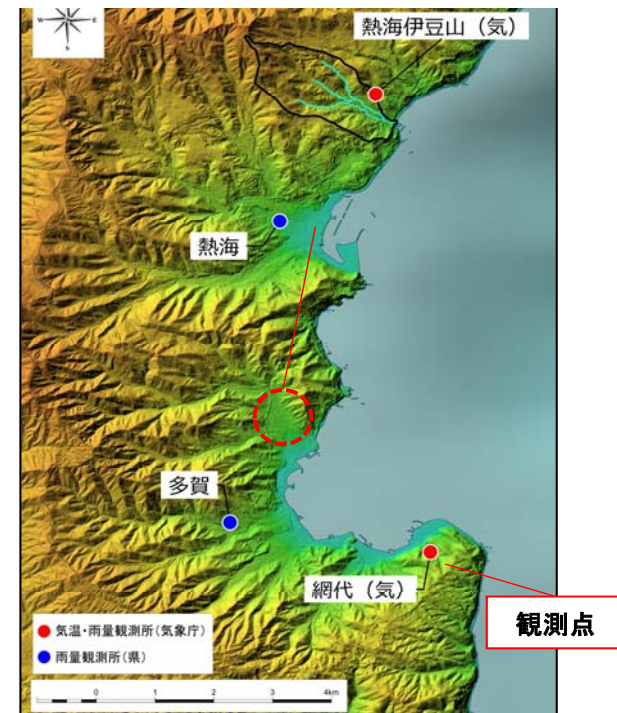 N
W
E
S
熱海伊豆山（気）
熱海
多賀
網代（気）
観測点
●気温・雨量観測所（気象庁）
●雨量観測所（県）
0 1 2 3 4km